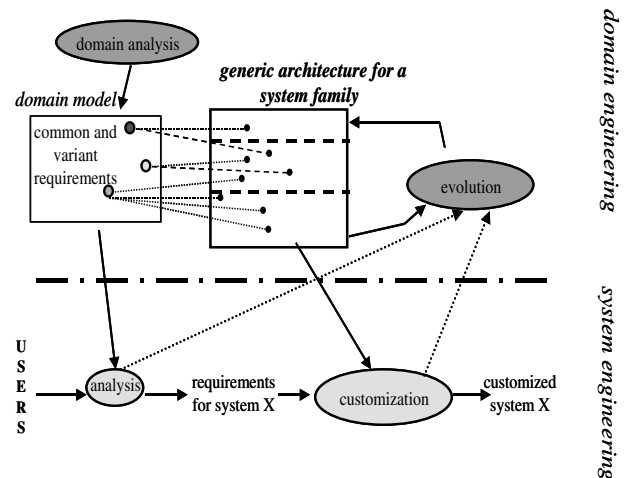 domain analysis
generic architecture for a
system family
domain model
common and
variant
requirements
evolution
domain engineering
USERS
analysis
requirements
for system X
customization
customized
system X
system engineering